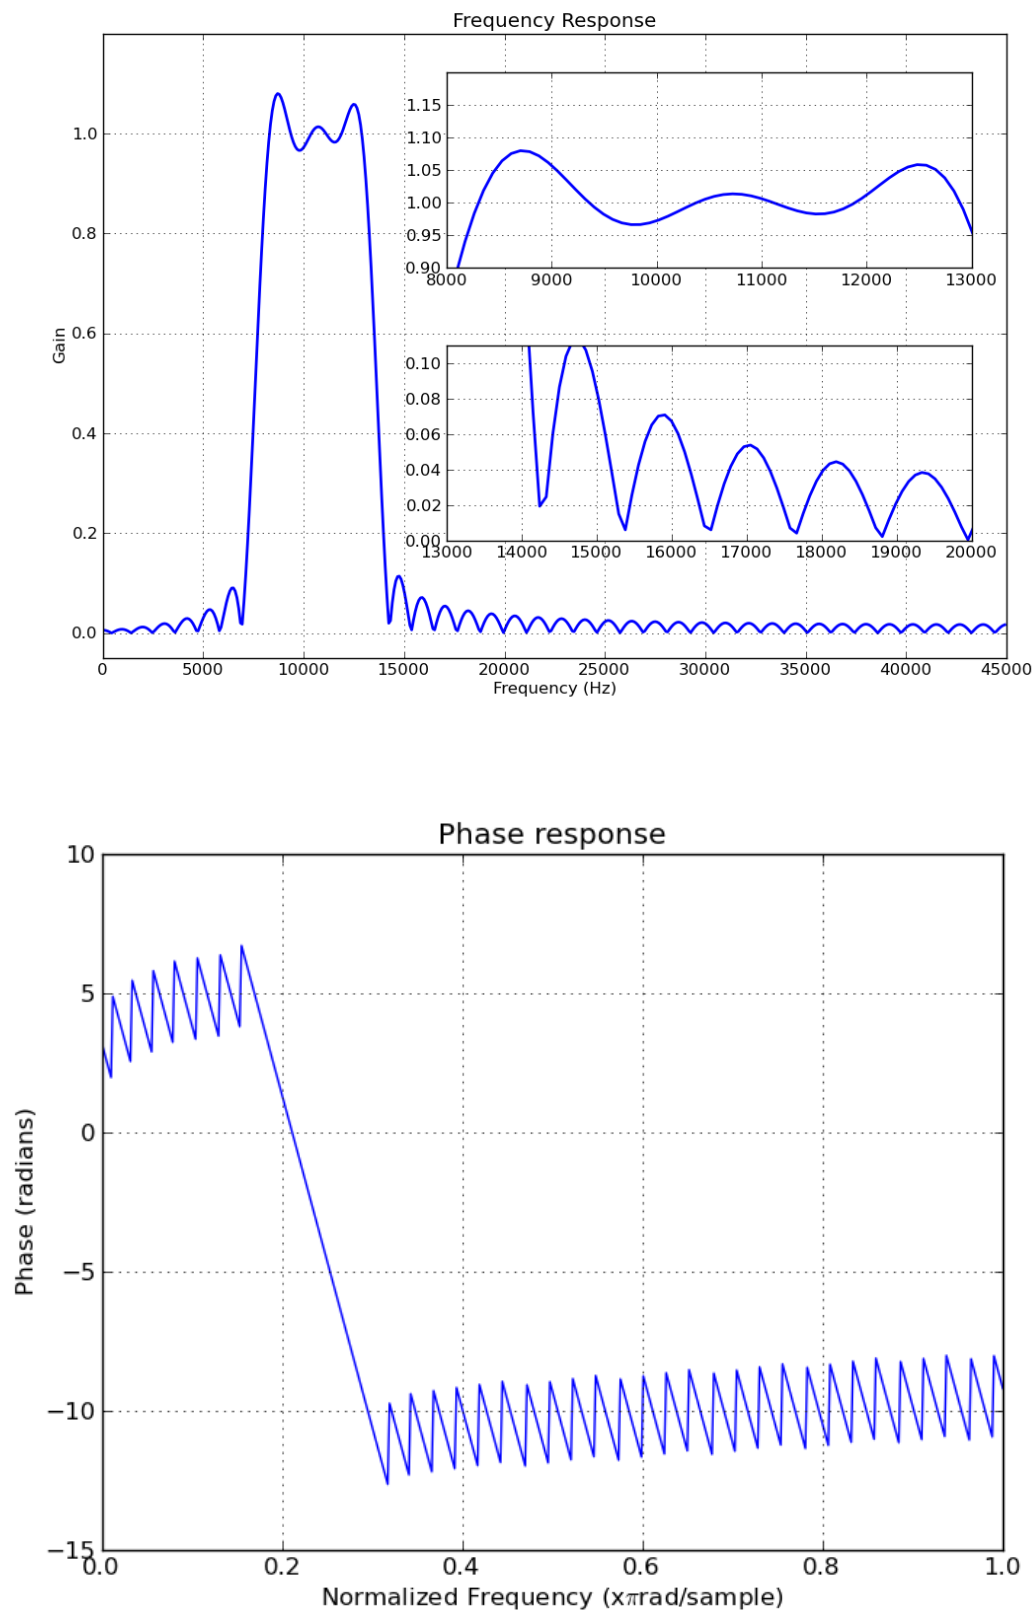 Frequency Response
Gain
1.0
0.8
0.6
0.4
0.2
0.0
0 5000 10000 15000 20000 25000 30000 35000 40000 45000
Frequency (Hz)
1.15
1.10
1.05
1.00
0.95
0.90
8000 9000 10000 11000 12000 13000
0.10
0.08
0.06
0.04
0.02
0.00
13000 14000 15000 16000 17000 18000 19000 20000
Phase response
Phase (radians)
10
5
0
−5
−10
−15
0.0 0.2 0.4 0.6 0.8 1.0
Normalized Frequency (xπrad/sample)